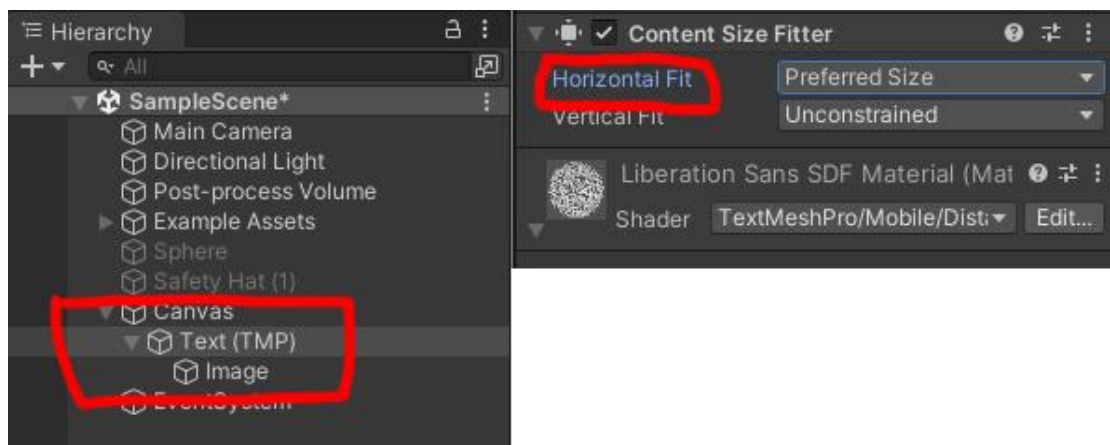 Hierarchy
All
SampleScene*
Main Camera
Directional Light
Post-process Volume
Example Assets
Sphere
Safety Hat (1)
Canvas
Text (TMP)
Image
EventSystem
Content Size Fitter
Horizontal Fit Preferred Size
Vertical Fit Unconstrained
Liberation Sans SDF Material (Mat
Shader TextMeshPro/Mobile/Dista Edit...